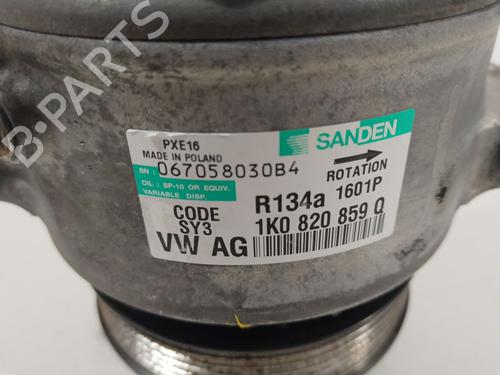 PXE16
MADE IN POLAND
SANDEN
SN : 067058030B4
ROTATION
OIL : SP-10 OR EQUIV.
VARIABLE DISP.
R134a 1601P
CODE
SY3
1K0 820 859 Q
VW AG